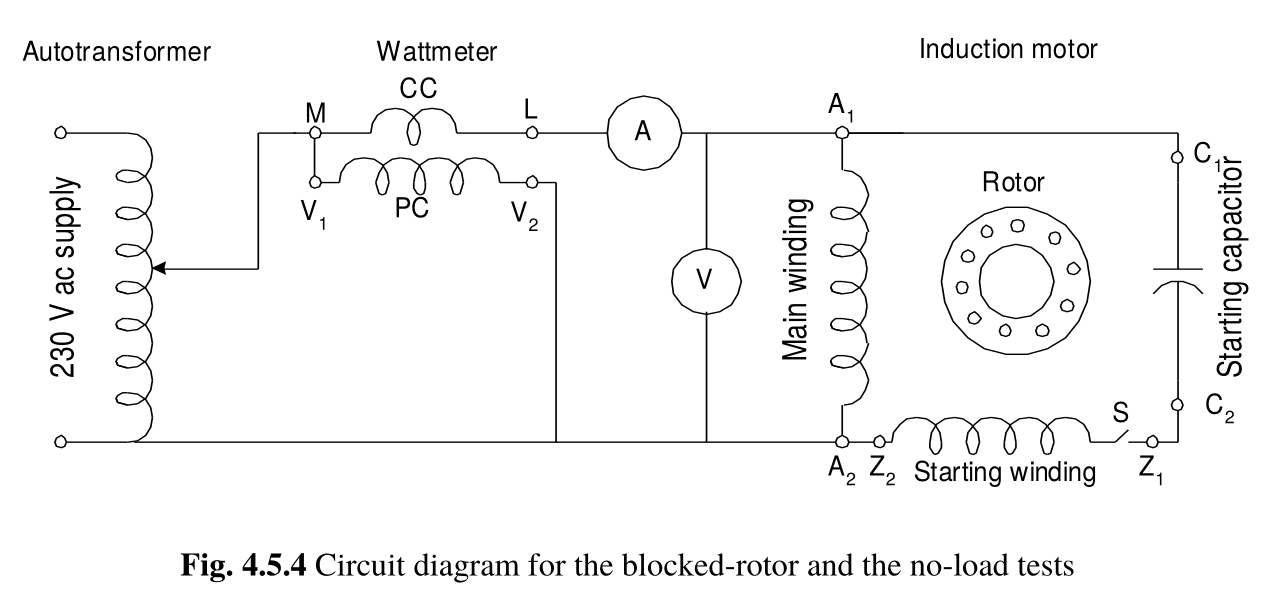 Autotransformer
Wattmeter
Induction motor
CC
M
L
A
A1
C1
V1
PC
V2
Rotor
230 V ac supply
V
Main winding
Starting capacitor
S
C2
A2 Z2 Starting winding Z1
Fig. 4.5.4 Circuit diagram for the blocked-rotor and the no-load tests